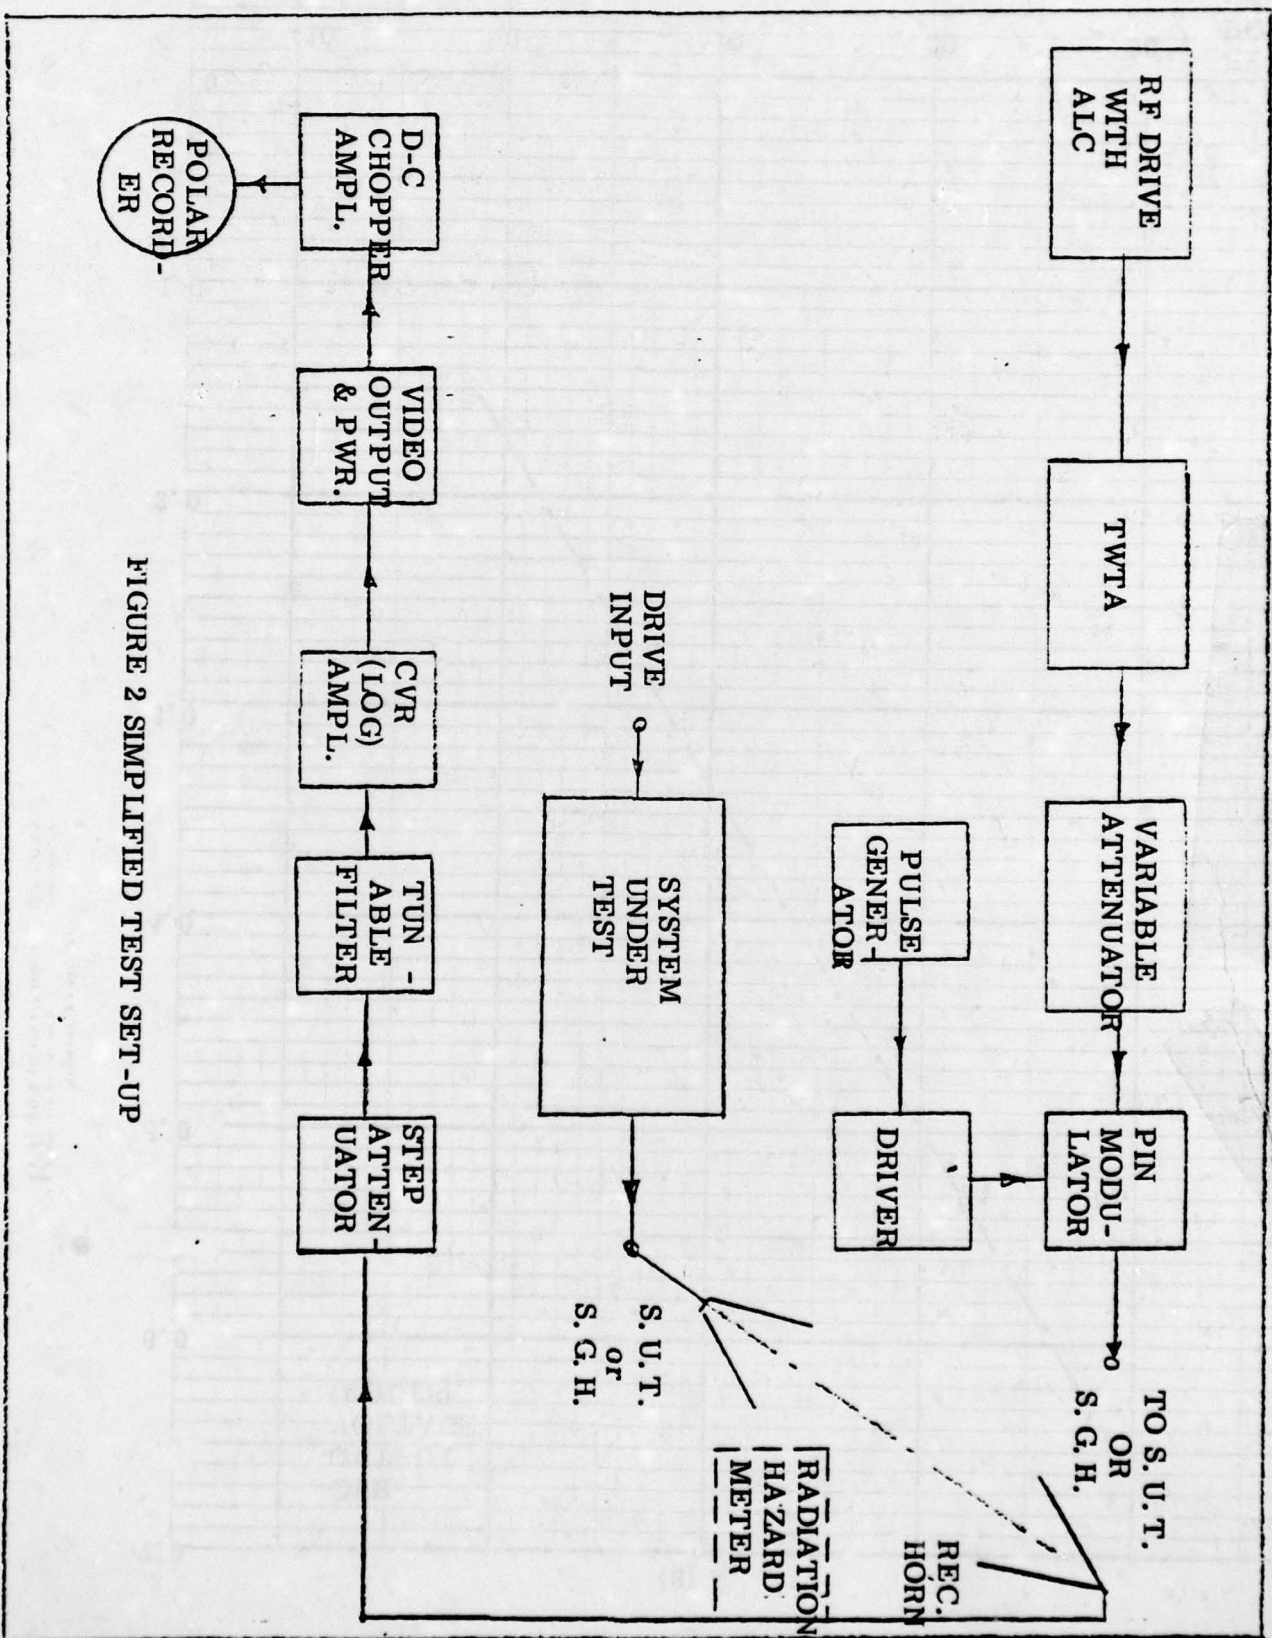 RF DRIVE
WITH
ALC
TWTA
VARIABLE
ATTENUATOR
PIN
MODU-
LATOR
TO S. U. T.
OR
S. G. H.
PULSE
GENER-
ATOR
DRIVER
REC.
HORN
RADIATION
HAZARD
METER
DRIVE
INPUT
SYSTEM
UNDER
TEST
S. U. T.
or
S. G. H.
D-C
CHOPPER
AMPL.
VIDEO
OUTPUT
& PWR.
CVR
(LOG)
AMPL.
TUN -
ABLE
FILTER
STEP
ATTEN-
UATOR
POLAR
RECORD-
ER
FIGURE 2 SIMPLIFIED TEST SET-UP